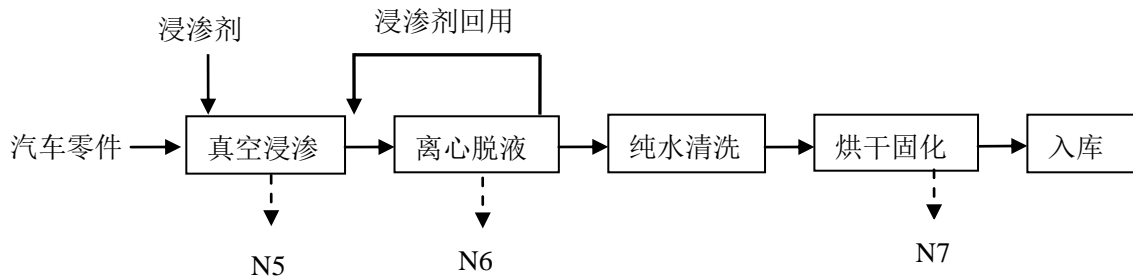 浸渗剂
浸渗剂回用
汽车零件
真空浸渗
离心脱液
纯水清洗
烘干固化
入库
N5
N6
N7